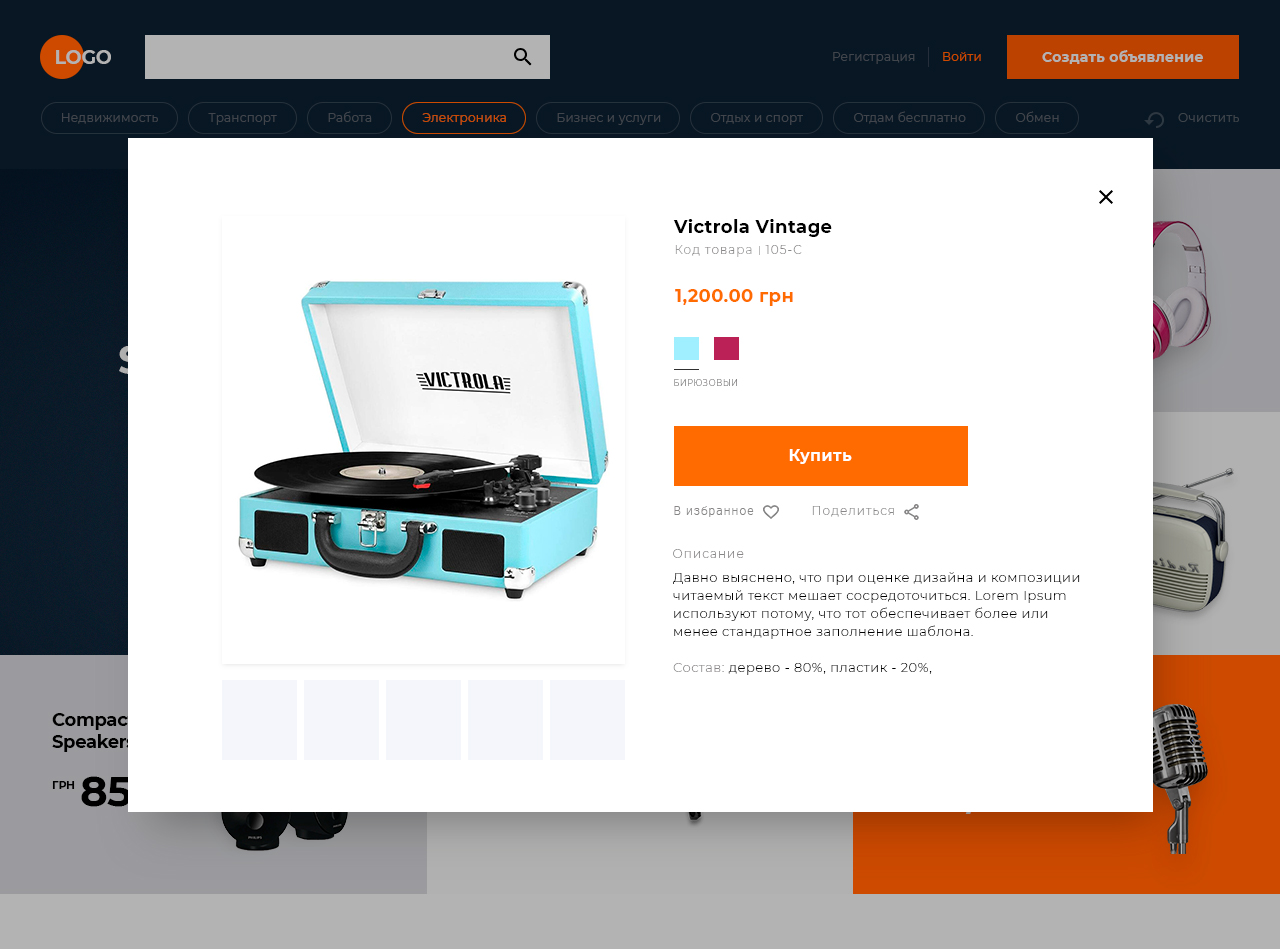 LOGO
Регистрация
Войти
Создать объявление
Недвижимость
Транспорт
Работа
Электроника
Бизнес и услуги
Отдых и спорт
Отдам бесплатно
Обмен
Очистить
S
Victrola Vintage
Код товара | 105-C
1,200.00 грн
VICTROLA
БИРЮЗОВЫЙ
Купить
В избранное
Поделиться
Описание
Давно выяснено, что при оценке дизайна и композиции
читаемый текст мешает сосредоточиться. Lorem Ipsum
используют потому, что тот обеспечивает более или
менее стандартное заполнение шаблона.
Состав: дерево - 80%, пластик - 20%,
Compac
Speakers
ГРН 85